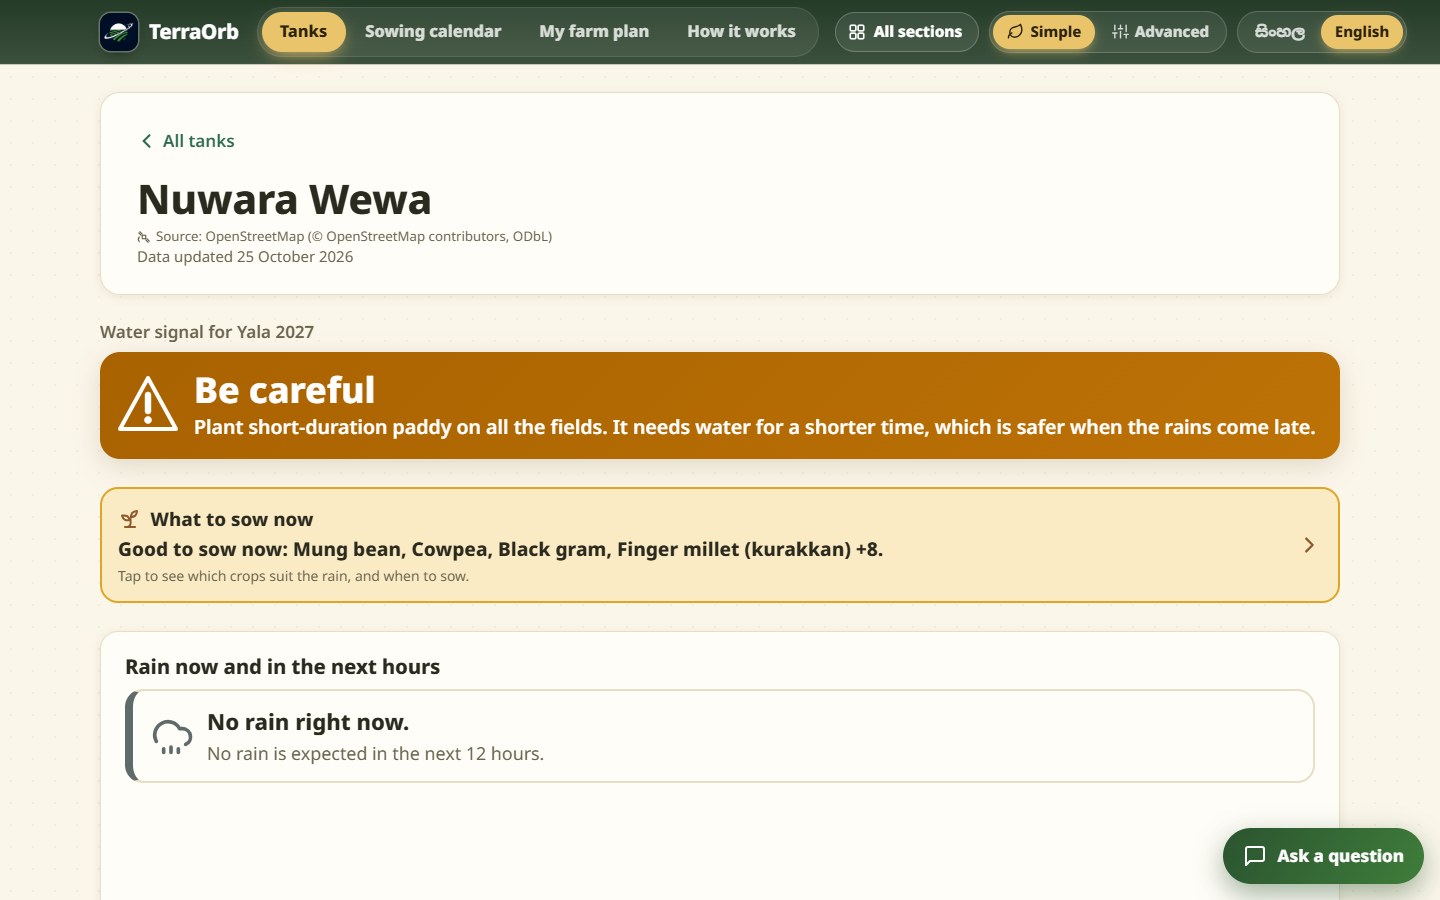 TerraOrb
Tanks
Sowing calendar
My farm plan
How it works
All sections
Simple
Advanced
සිංහල
English
All tanks
Nuwara Wewa
Source: OpenStreetMap (© OpenStreetMap contributors, ODbL)
Data updated 25 October 2026
Water signal for Yala 2027
Be careful
Plant short-duration paddy on all the fields. It needs water for a shorter time, which is safer when the rains come late.
What to sow now
Good to sow now: Mung bean, Cowpea, Black gram, Finger millet (kurakkan) +8.
Tap to see which crops suit the rain, and when to sow.
Rain now and in the next hours
No rain right now.
No rain is expected in the next 12 hours.
Ask a question